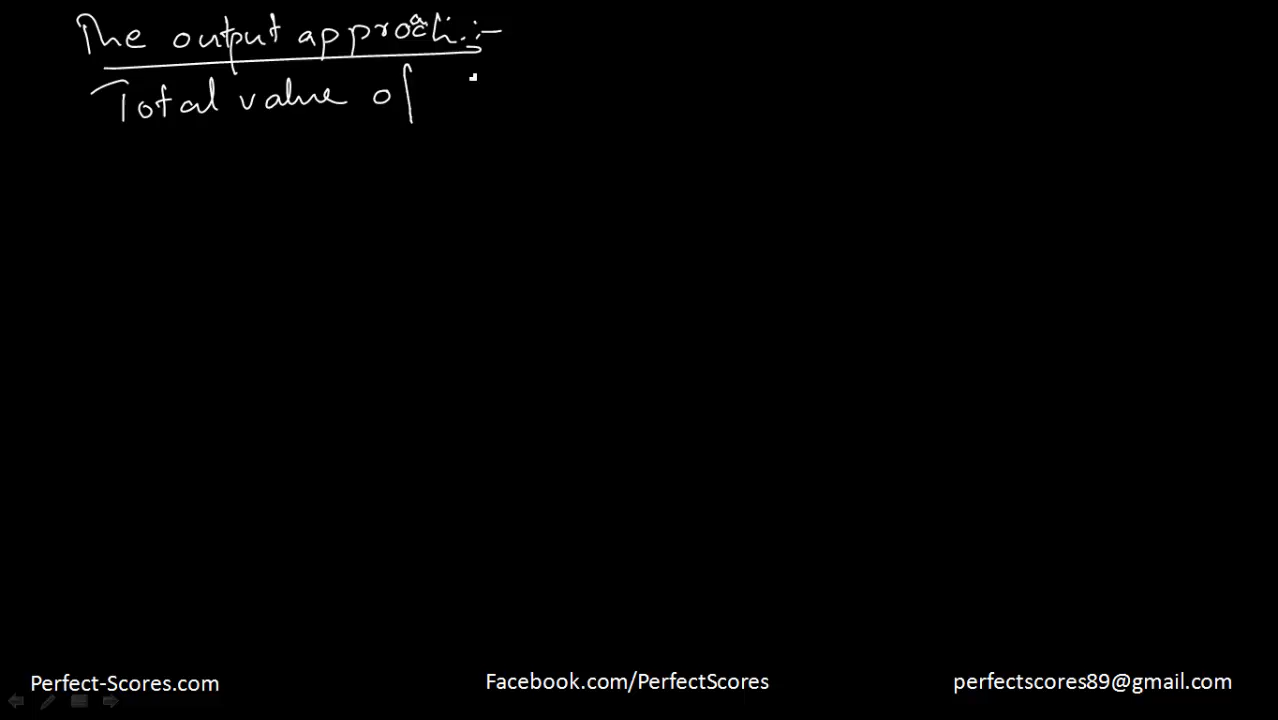 The output approach :-
Total value of
Perfect-Scores.com
Facebook.com/PerfectScores
perfectscores89@gmail.com